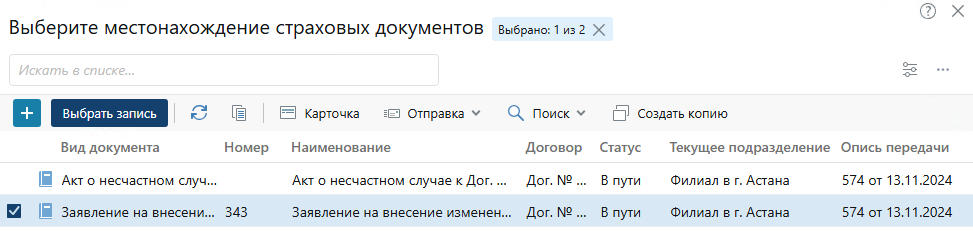 Выберите местонахождение страховых документов Выбрано: 1 из 2
Искать в списке...
Выбрать запись Карточка Отправка Поиск Создать копию
Вид документа Номер Наименование Договор Статус Текущее подразделение Опись передачи
Акт о несчастном случ... Акт о несчастном случае к Дог. ... Дог. № ... В пути Филиал в г. Астана 574 от 13.11.2024
Заявление на внесени... 343 Заявление на внесение изменен... Дог. № ... В пути Филиал в г. Астана 574 от 13.11.2024